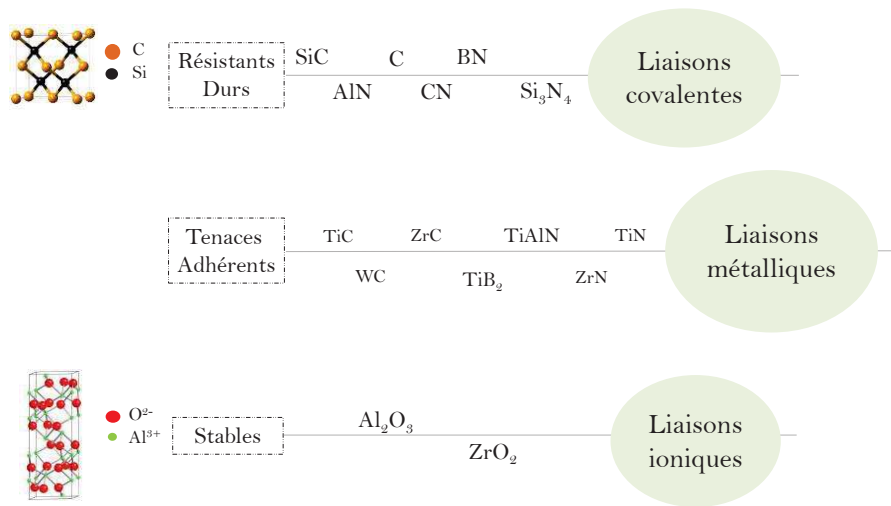 C
Si
Résistants
Durs
SiC C BN
AlN CN Si₃N₄
Liaisons
covalentes
Tenaces
Adhérents
TiC ZrC TiAlN TiN
WC TiB₂ ZrN
Liaisons
métalliques
O²⁻
Al³⁺
Stables
Al₂O₃
ZrO₂
Liaisons
ioniques